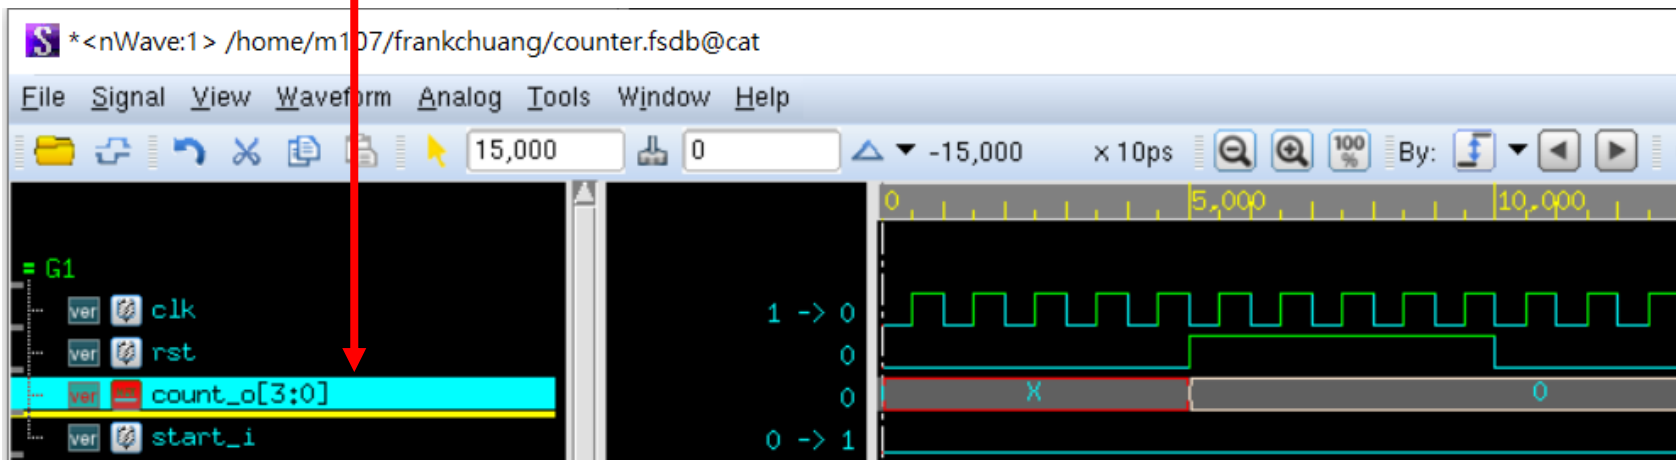 *<nWave:1> /home/m107/frankchuang/counter.fsdb@cat
File Signal View Waveform Analog Tools Window Help
15,000 0 -15,000 x 10ps 100 % By:
0 5,000 10,000
= G1
ver clk 1 -> 0
ver rst 0
ver count_o[3:0] 0 X 0
ver start_i 0 -> 1